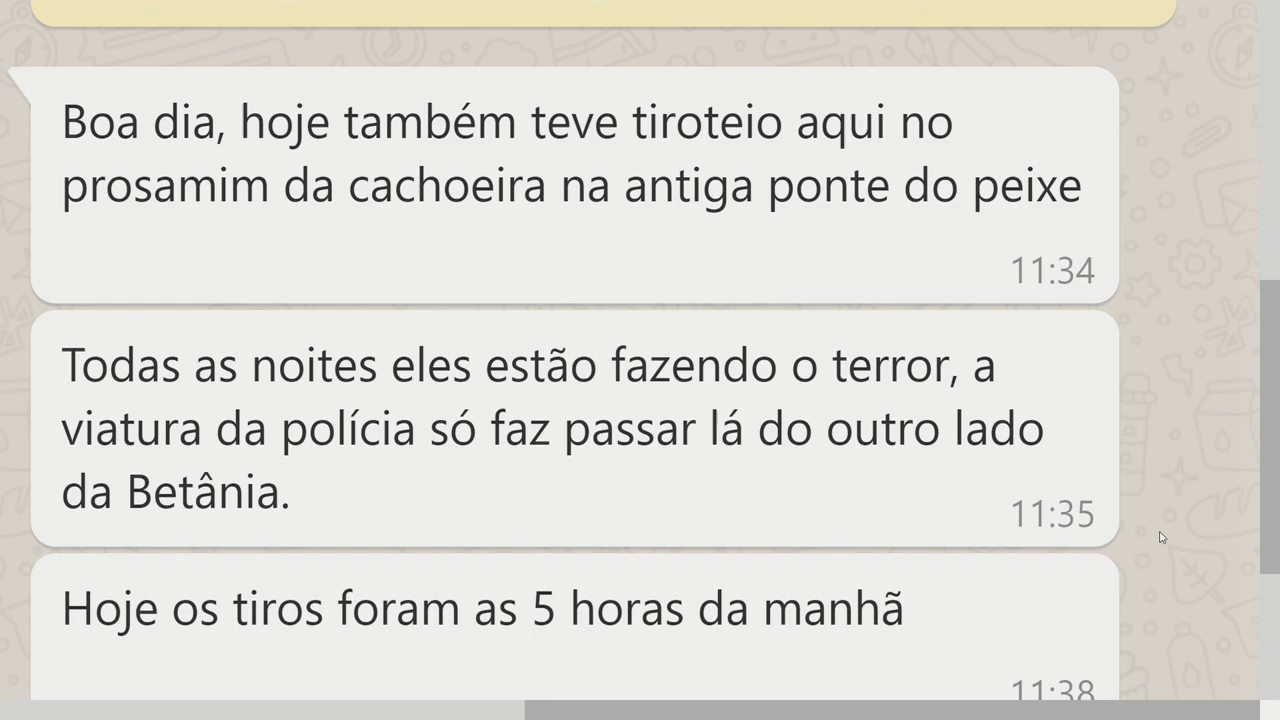 Boa dia, hoje também teve tiroteio aqui no
prosamim da cachoeira na antiga ponte do peixe
11:34
Todas as noites eles estão fazendo o terror, a
viatura da polícia só faz passar lá do outro lado
da Betânia.
11:35
Hoje os tiros foram as 5 horas da manhã
11:38